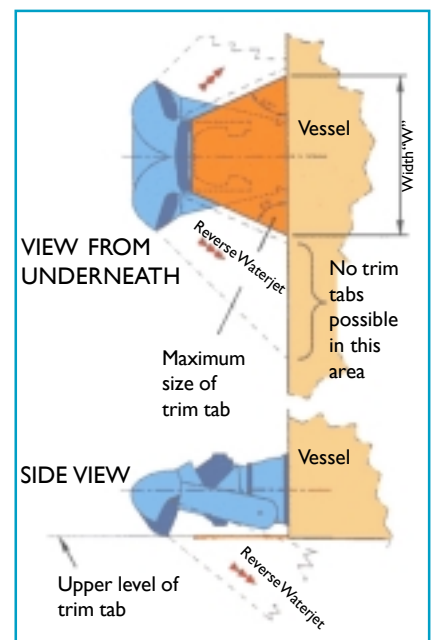 Vessel
Width "W"
Reverse Waterjet
VIEW FROM
UNDERNEATH
No trim
tabs
possible
in this
area
Maximum
size of
trim tab
Vessel
SIDE VIEW
Upper level of
trim tab
Reverse Waterjet